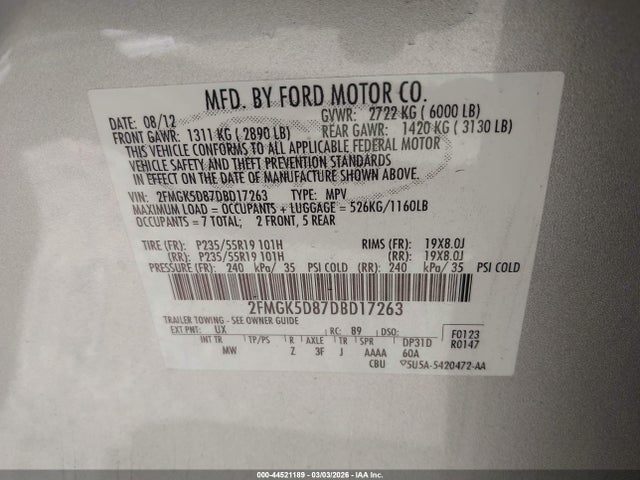 MFD. BY FORD MOTOR CO.
DATE: 08/12 GVWR: 2722 KG ( 6000 LB)
FRONT GAWR: 1311 KG ( 2890 LB) REAR GAWR: 1420 KG ( 3130 LB)
THIS VEHICLE CONFORMS TO ALL APPLICABLE FEDERAL MOTOR
VEHICLE SAFETY AND THEFT PREVENTION STANDARDS
IN EFFECT ON THE DATE OF MANUFACTURE SHOWN ABOVE.
VIN: 2FMGK5D87DBD17263 TYPE: MPV
MAXIMUM LOAD = OCCUPANTS + LUGGAGE = 526KG/1160LB
OCCUPANTS = 7 TOTAL; 2 FRONT, 5 REAR
TIRE (FR): P235/55R19 101H RIMS (FR): 19X8.0J
(RR): P235/55R19 101H (RR): 19X8.0J
PRESSURE (FR): 240 kPa/ 35 PSI COLD (RR): 240 kPa/ 35 PSI COLD
2FMGK5D87DBD17263
TRAILER TOWING - SEE OWNER GUIDE
EXT PNT: UX RC: 89 DSO: F0123
INT TR TP/PS R AXLE TR SPR DP31D R0147
MW Z 3F J AAAA 60A
CBU 5U5A-5420472-AA
000-44521189 - 03/03/2026 - IAA Inc.